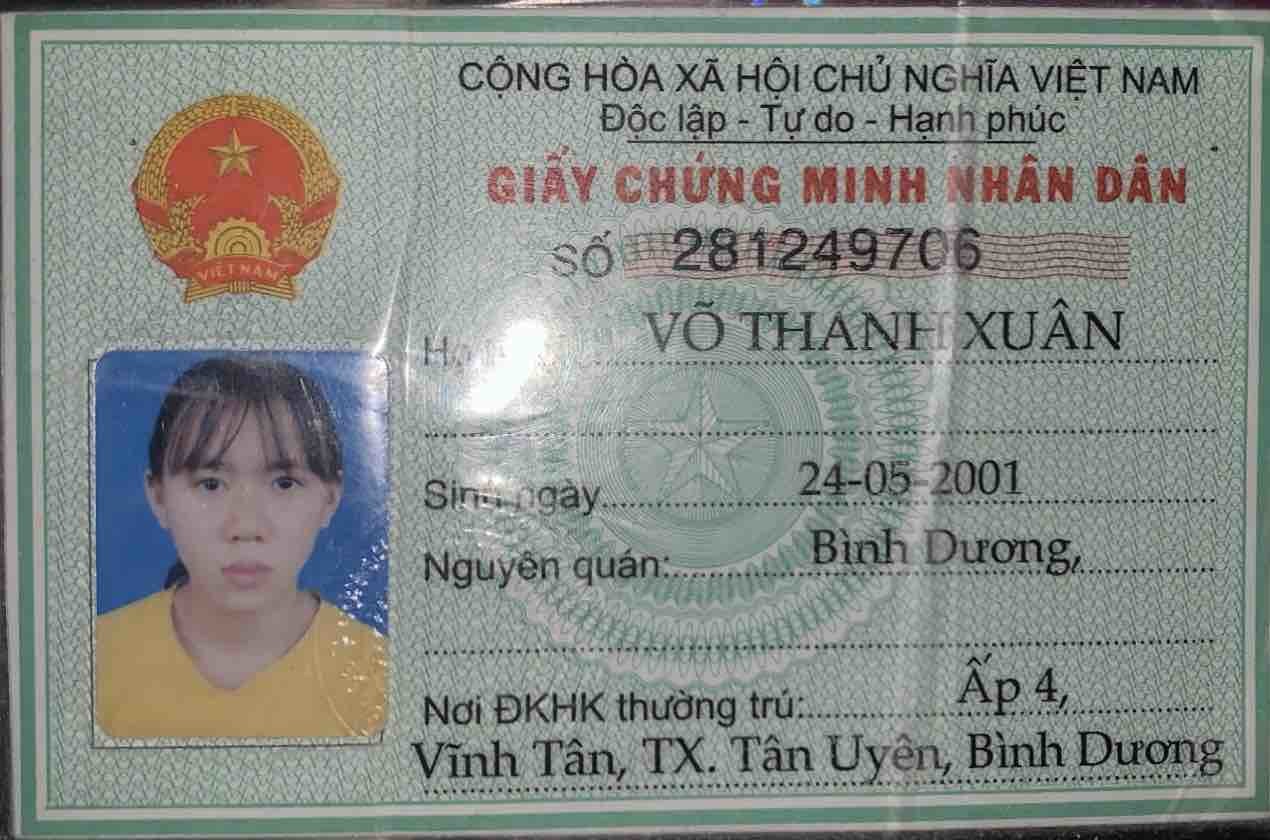 CỘNG HÒA XÃ HỘI CHỦ NGHĨA VIỆT NAM
Độc lập - Tự do - Hạnh phúc
GIẤY CHỨNG MINH NHÂN DÂN
SỐ 281249706
VIỆT NAM
VÕ THANH XUÂN
Sinh ngày 24-05-2001
Nguyên quán: Bình Dương,
Nơi ĐKHK thường trú: Ấp 4,
Vĩnh Tân, TX. Tân Uyên, Bình Dương